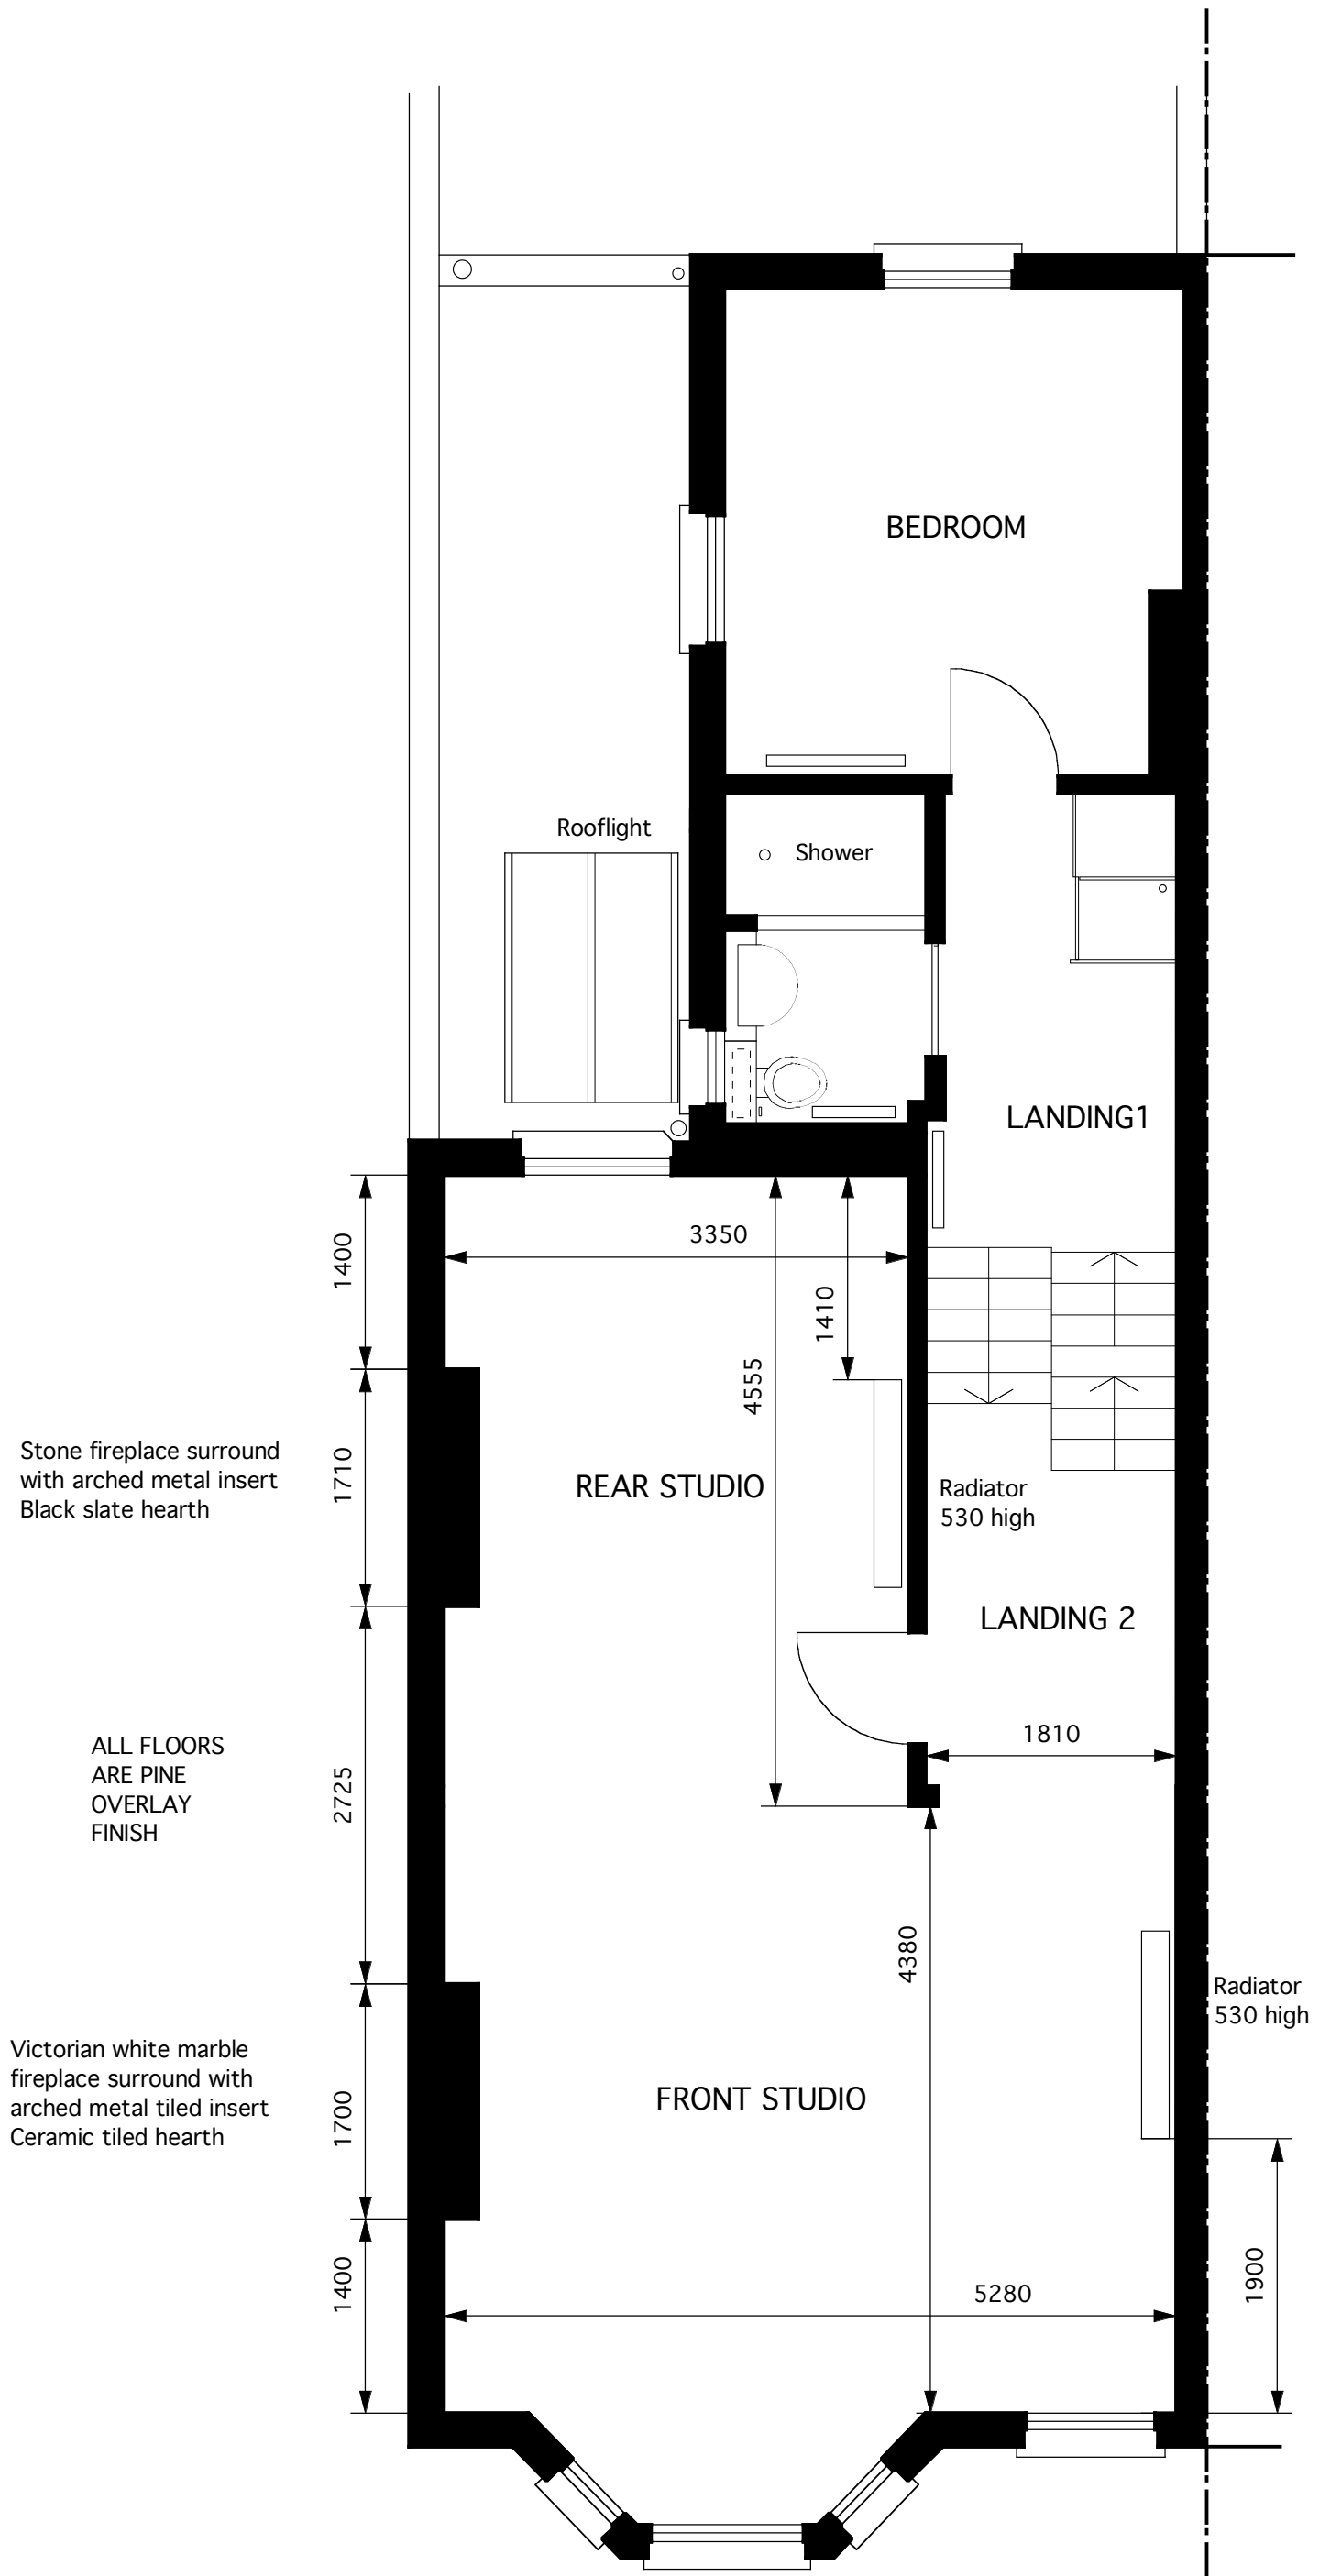 BEDROOM
Rooflight
Shower
LANDING1
3350
1400
1410
4555
Stone fireplace surround
with arched metal insert
Black slate hearth
1710
REAR STUDIO
Radiator
530 high
LANDING 2
ALL FLOORS
ARE PINE
OVERLAY
FINISH
2725
1810
4380
Radiator
530 high
Victorian white marble
fireplace surround with
arched metal tiled insert
Ceramic tiled hearth
1700
FRONT STUDIO
1400
5280
1900